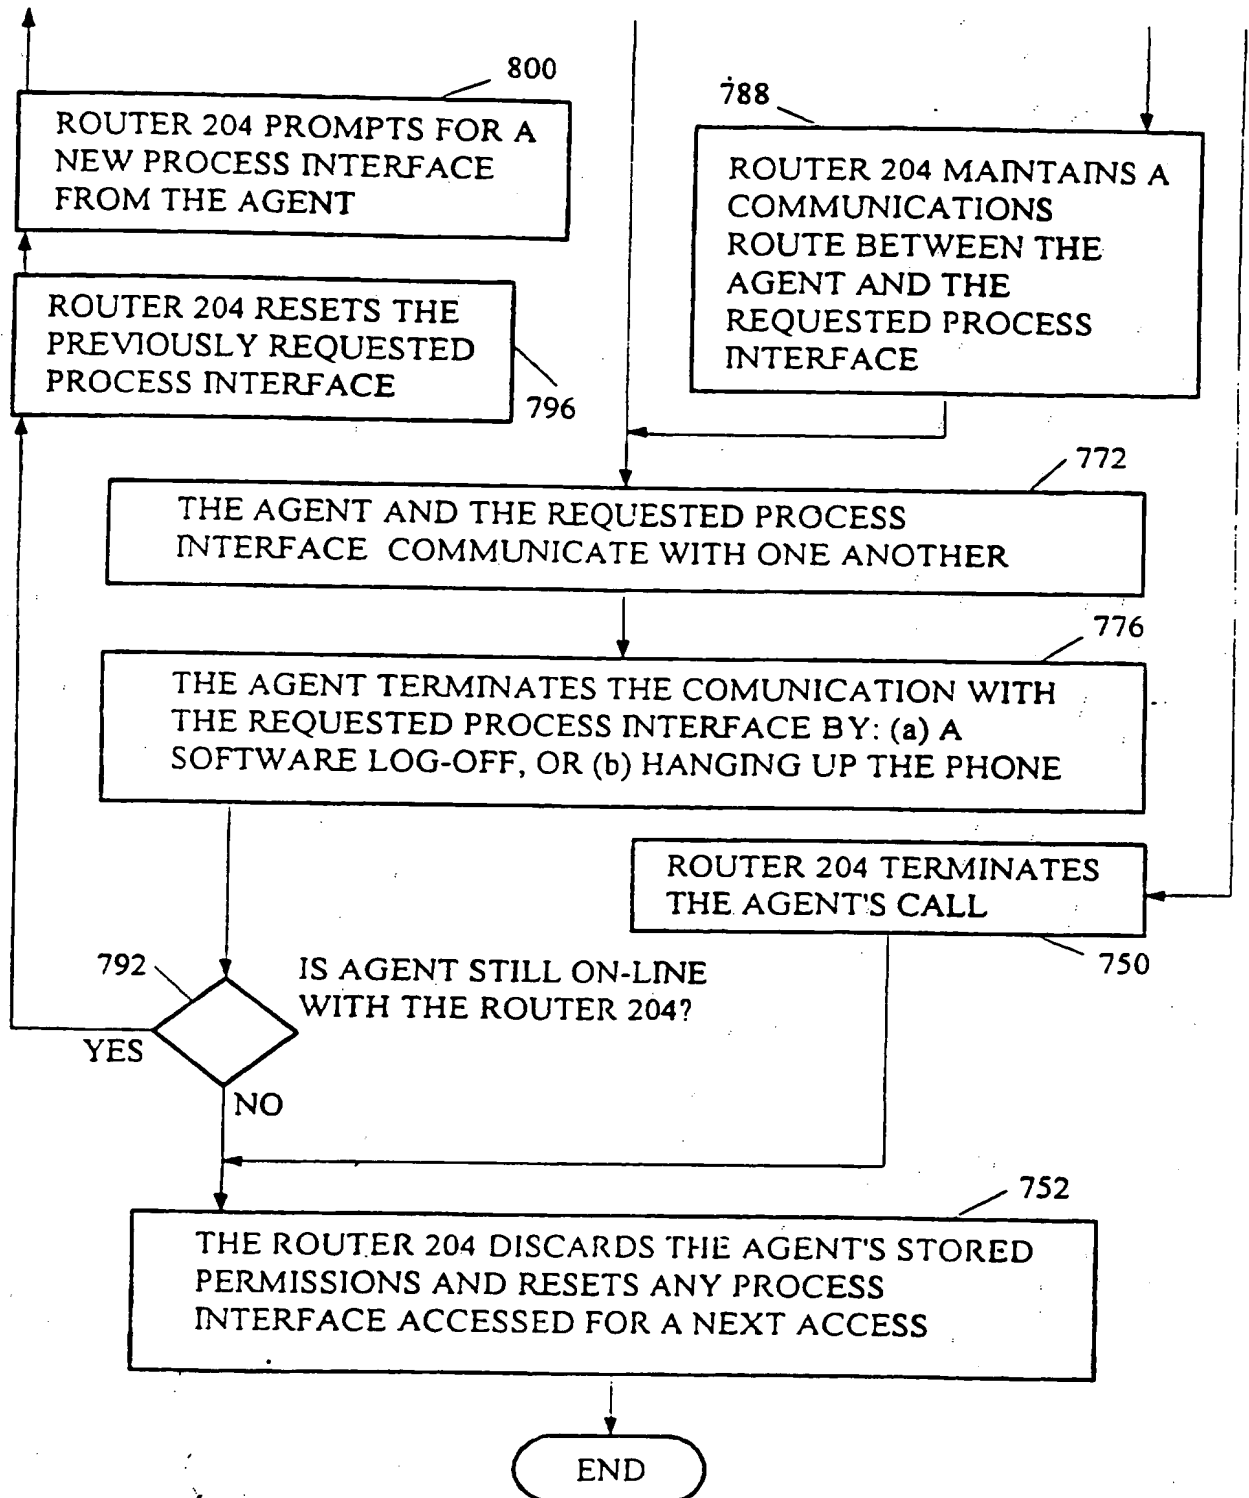 800
ROUTER 204 PROMPTS FOR A
NEW PROCESS INTERFACE
FROM THE AGENT
788
ROUTER 204 MAINTAINS A
COMMUNICATIONS
ROUTE BETWEEN THE
AGENT AND THE
REQUESTED PROCESS
INTERFACE
ROUTER 204 RESETS THE
PREVIOUSLY REQUESTED
PROCESS INTERFACE
796
772
THE AGENT AND THE REQUESTED PROCESS
INTERFACE COMMUNICATE WITH ONE ANOTHER
776
THE AGENT TERMINATES THE COMUNICATION WITH
THE REQUESTED PROCESS INTERFACE BY: (a) A
SOFTWARE LOG-OFF, OR (b) HANGING UP THE PHONE
ROUTER 204 TERMINATES
THE AGENT'S CALL
750
792
IS AGENT STILL ON-LINE
WITH THE ROUTER 204?
YES
NO
752
THE ROUTER 204 DISCARDS THE AGENT'S STORED
PERMISSIONS AND RESETS ANY PROCESS
INTERFACE ACCESSED FOR A NEXT ACCESS
END